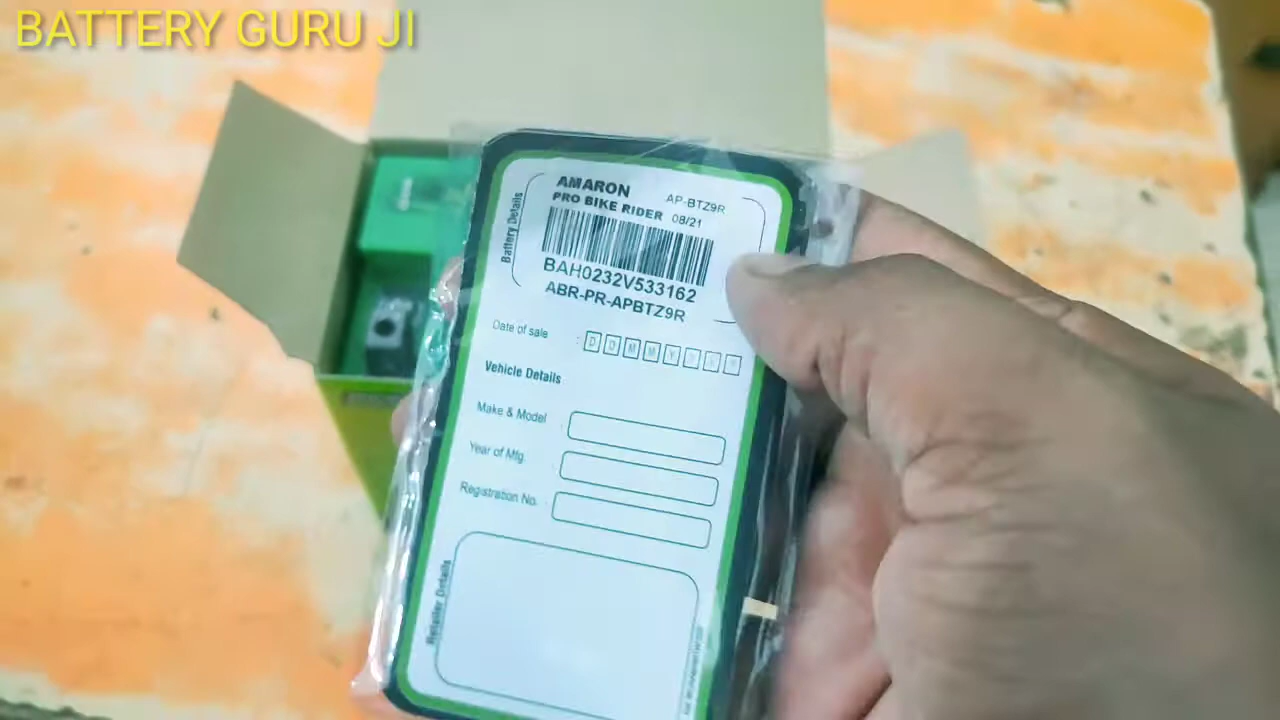 BATTERY GURU JI
Battery Details
AMARON AP-BTZ9R
PRO BIKE RIDER 08/21
BAH0232V533162
ABR-PR-APBTZ9R
Date of sale : D D M M Y Y Y Y
Vehicle Details
Make & Model
Year of Mfg.
Registration No.
Retailer Details